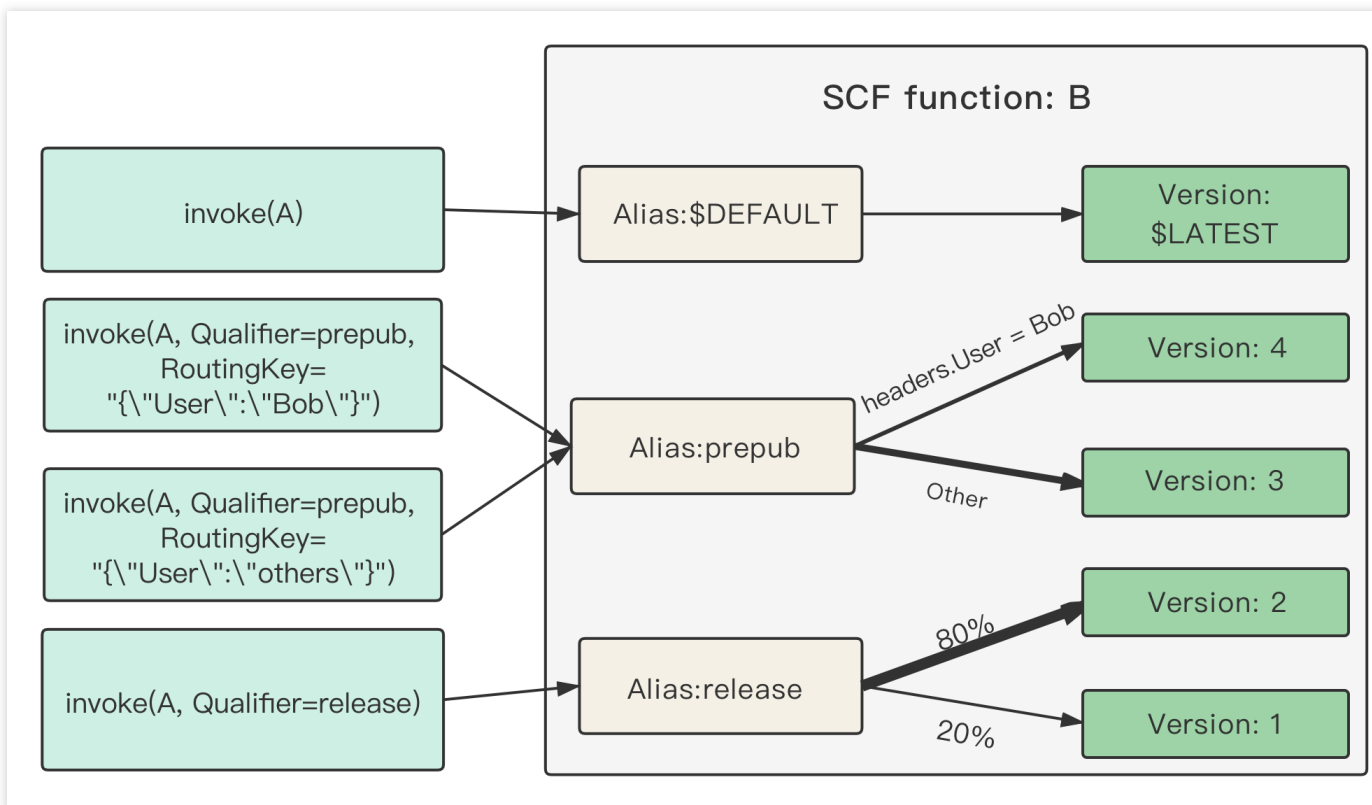 SCF function: B
invoke(A)
Alias:$DEFAULT
Version:
$LATEST
invoke(A, Qualifier=prepub,
RoutingKey=
"{\"User\":\"Bob\"}")
headers.User = Bob
Version: 4
Alias:prepub
Other
Version: 3
invoke(A, Qualifier=prepub,
RoutingKey=
"{\"User\":\"others\"}")
80%
Version: 2
invoke(A, Qualifier=release)
Alias:release
20%
Version: 1